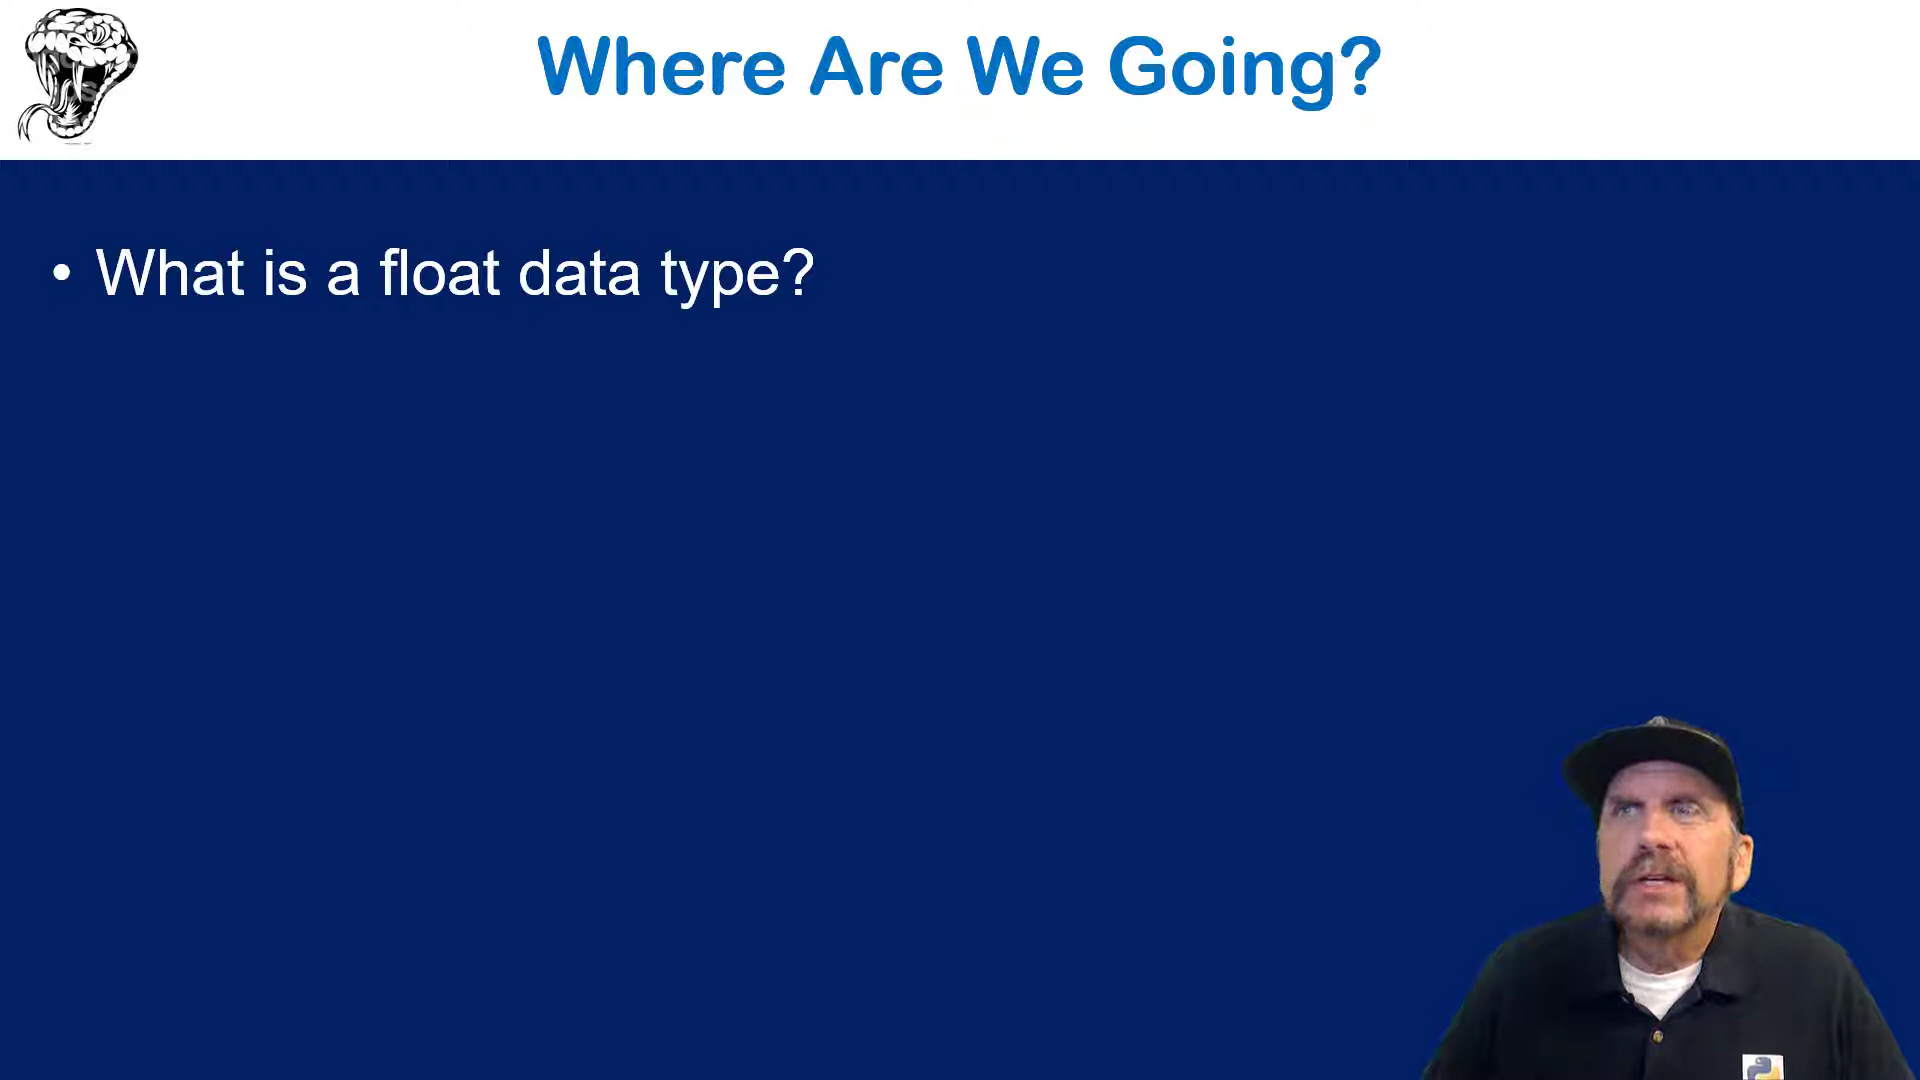 Where Are We Going?
• What is a float data type?